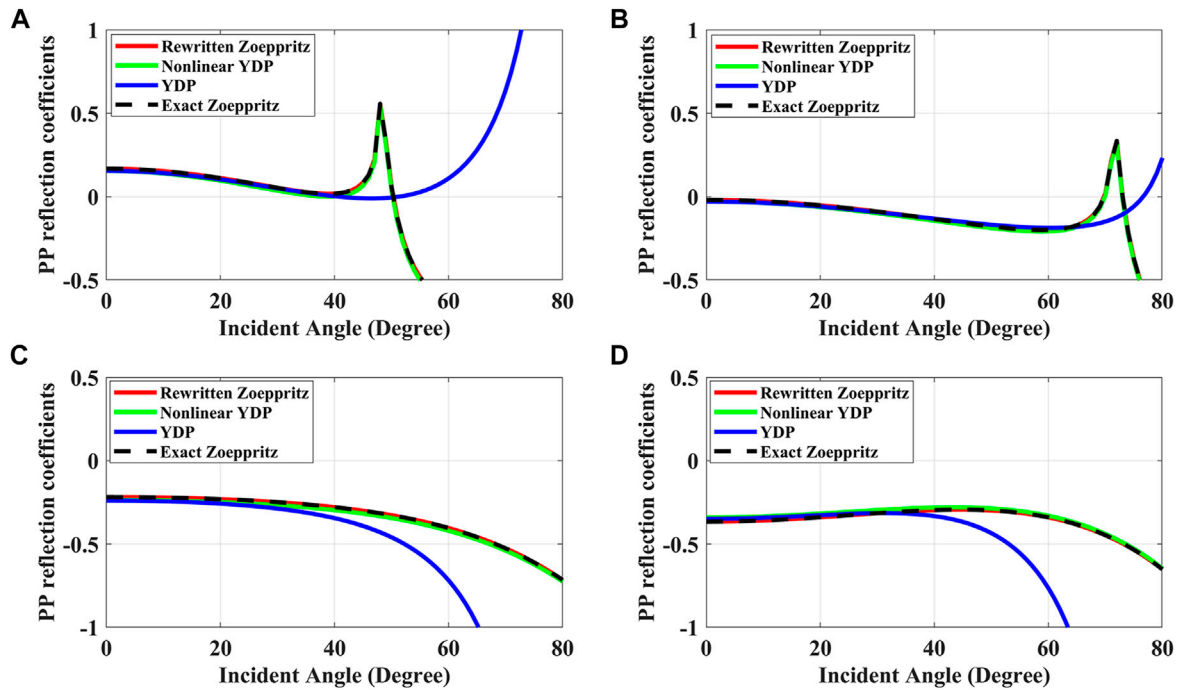 A
PP reflection coefficients
1
0.5
0
-0.5
Rewritten Zoeppritz
Nonlinear YDP
YDP
Exact Zoeppritz
0 20 40 60 80
Incident Angle (Degree)
B
PP reflection coefficients
1
0.5
0
-0.5
Rewritten Zoeppritz
Nonlinear YDP
YDP
Exact Zoeppritz
0 20 40 60 80
Incident Angle (Degree)
C
PP reflection coefficients
0.5
0
-0.5
-1
Rewritten Zoeppritz
Nonlinear YDP
YDP
Exact Zoeppritz
0 20 40 60 80
Incident Angle (Degree)
D
PP reflection coefficients
0.5
0
-0.5
-1
Rewritten Zoeppritz
Nonlinear YDP
YDP
Exact Zoeppritz
0 20 40 60 80
Incident Angle (Degree)